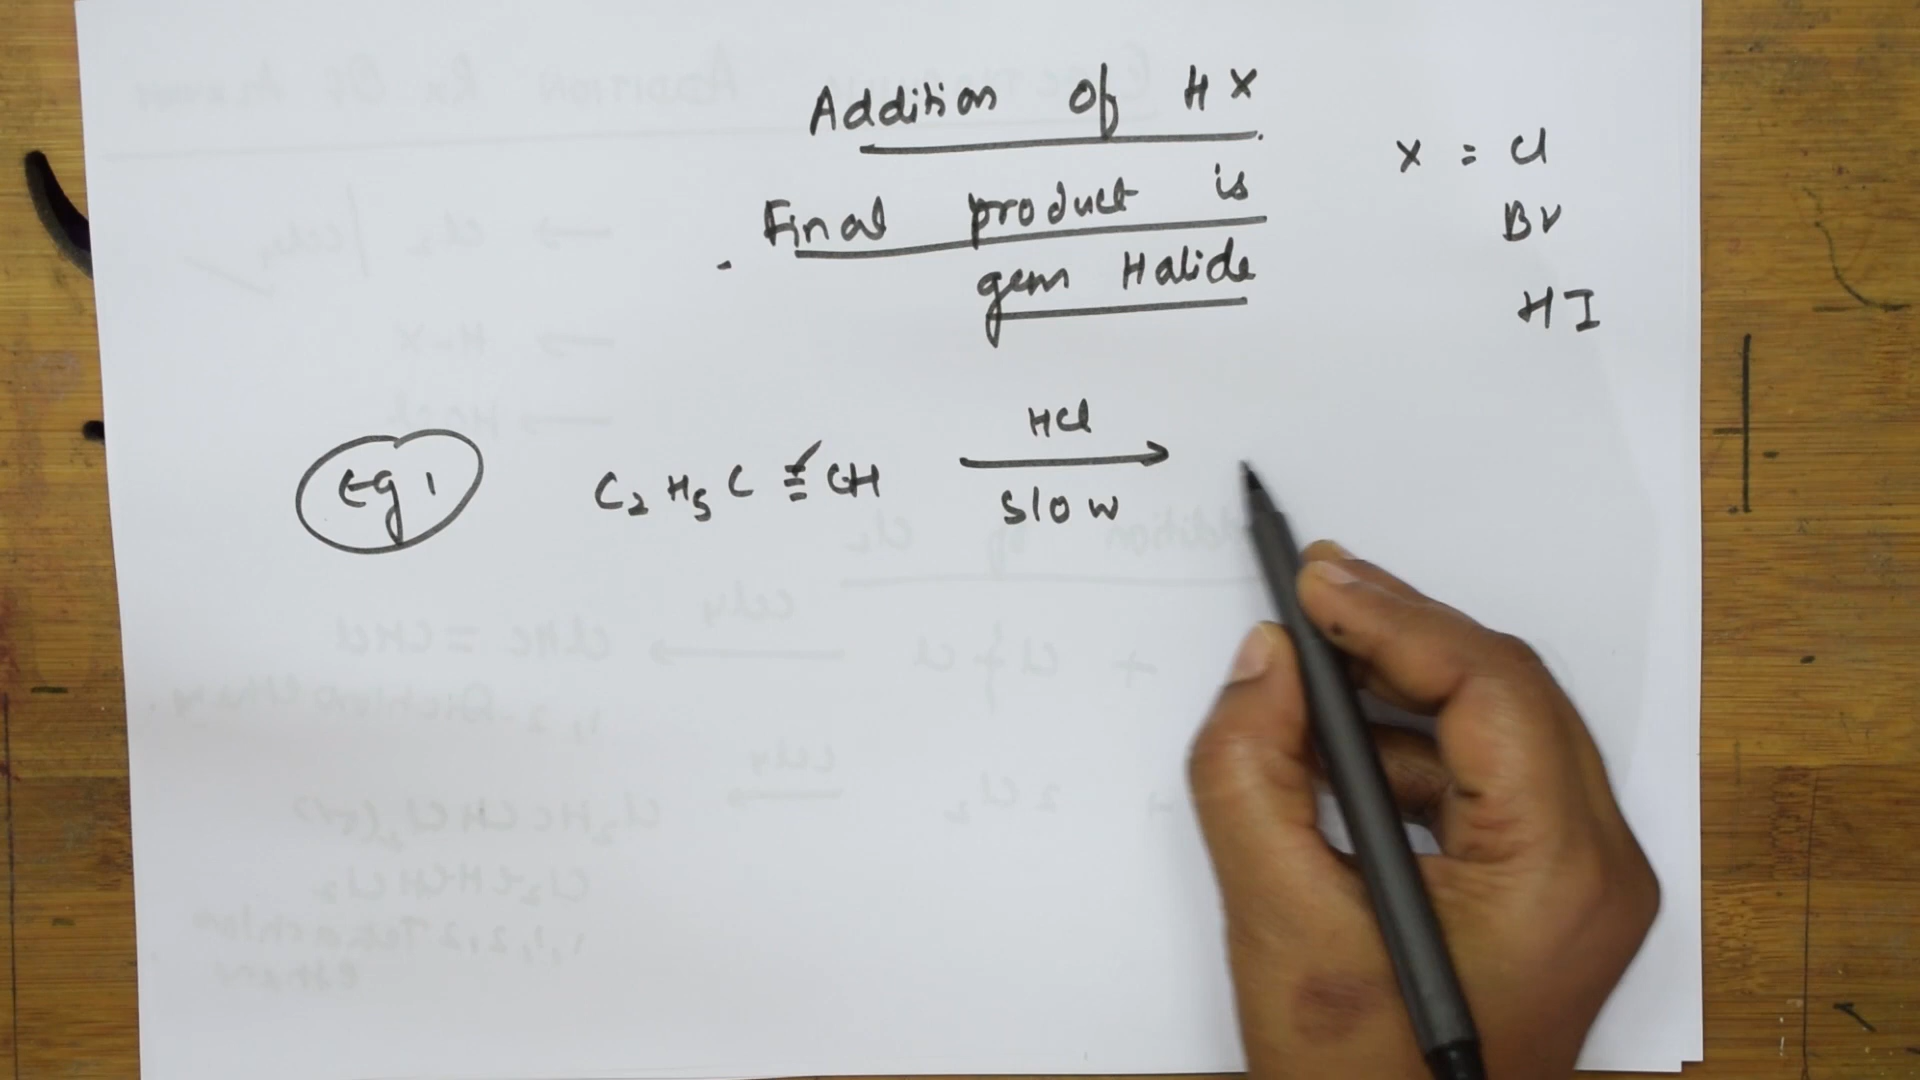 Addition of HX
Final product is
gem Halide
X = Cl
Br
HI
eg 1
C2H5C≡CH
HCl
Slow